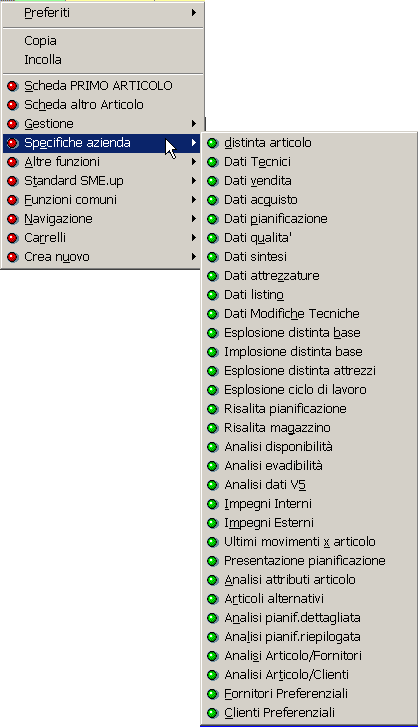 Preferiti
Copia
Incolla
Scheda PRIMO ARTICOLO
Scheda altro Articolo
Gestione
Specifiche azienda
Altre funzioni
Standard SME.up
Funzioni comuni
Navigazione
Carrelli
Crea nuovo
distinta articolo
Dati Tecnici
Dati vendita
Dati acquisto
Dati pianificazione
Dati qualita'
Dati sintesi
Dati attrezzature
Dati listino
Dati Modifiche Tecniche
Esplosione distinta base
Implosione distinta base
Esplosione distinta attrezzi
Esplosione ciclo di lavoro
Risalita pianificazione
Risalita magazzino
Analisi disponibilità
Analisi evadibilità
Analisi dati V5
Impegni Interni
Impegni Esterni
Ultimi movimenti x articolo
Presentazione pianificazione
Analisi attributi articolo
Articoli alternativi
Analisi pianif.dettagliata
Analisi pianif.riepilogata
Analisi Articolo/Fornitori
Analisi Articolo/Clienti
Fornitori Preferenziali
Clienti Preferenziali